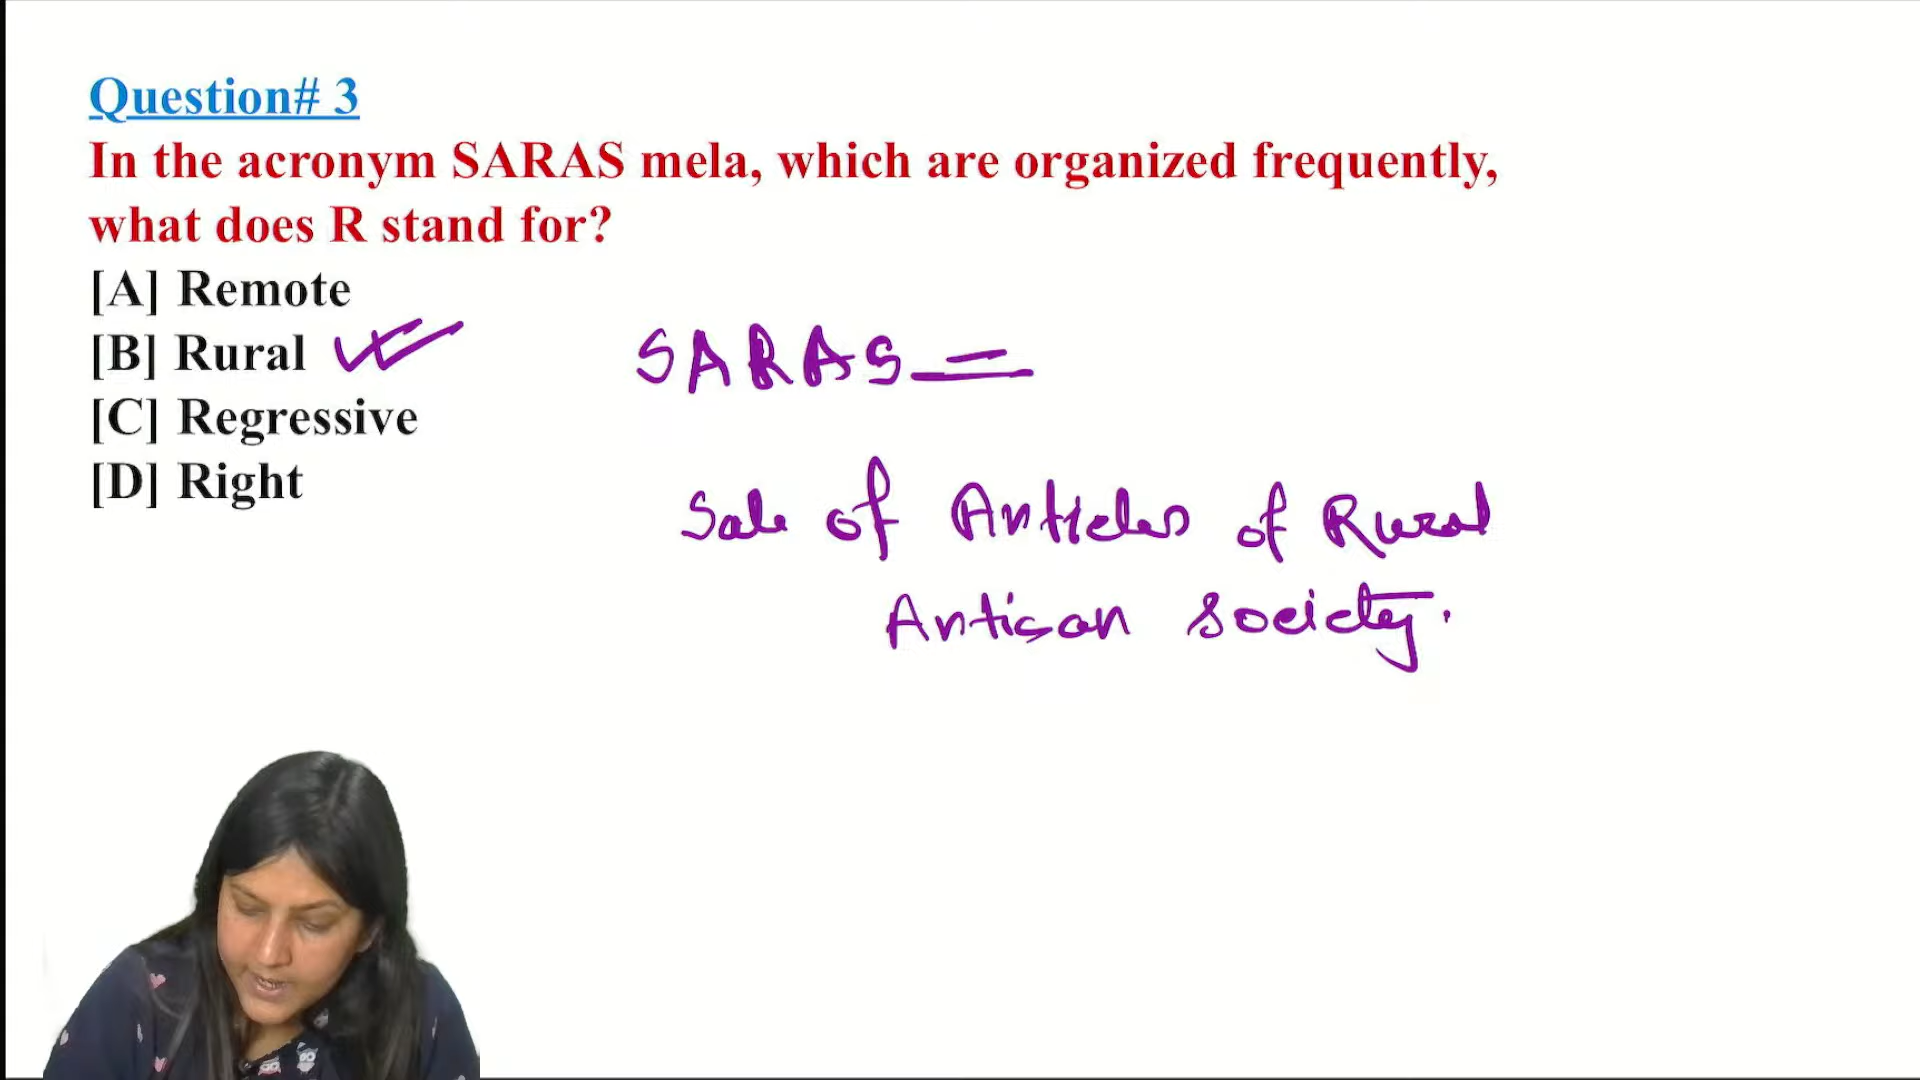 Question# 3
In the acronym SARAS mela, which are organized frequently,
what does R stand for?
[A] Remote
[B] Rural
[C] Regressive
[D] Right
SARAS =
Sale of Articles of Rural
Artisan Society.